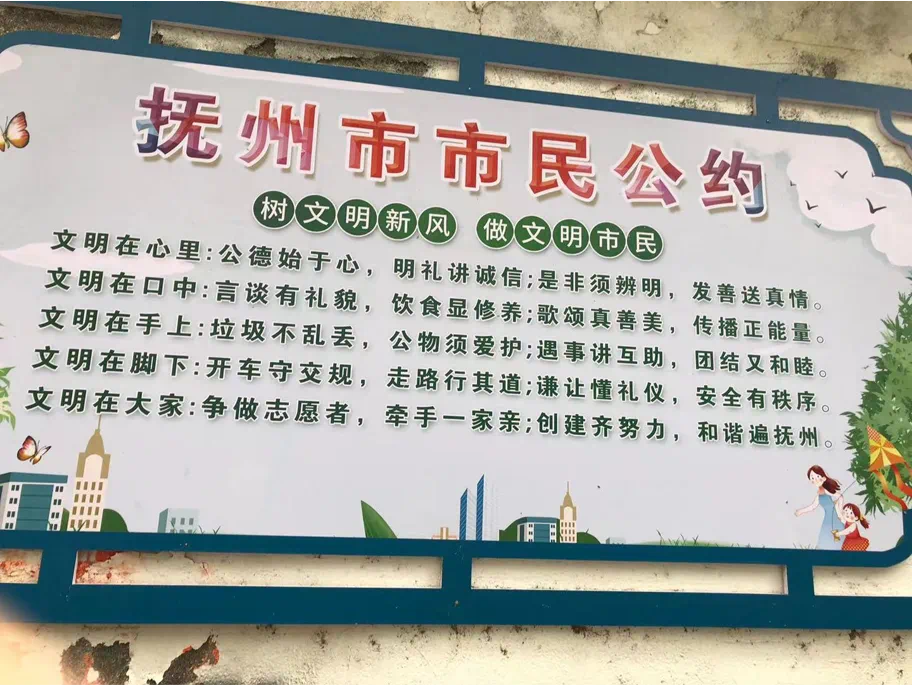 抚州市市民公约
树文明新风 做文明市民
文明在心里:公德始于心，明礼讲诚信;是非须辨明，发善送真情。
文明在口中:言谈有礼貌，饮食显修养;歌颂真善美，传播正能量。
文明在手上:垃圾不乱丢，公物须爱护;遇事讲互助，团结又和睦。
文明在脚下:开车守交规，走路行其道;谦让懂礼仪，安全有秩序。
文明在大家:争做志愿者，牵手一家亲;创建齐努力，和谐遍抚州。